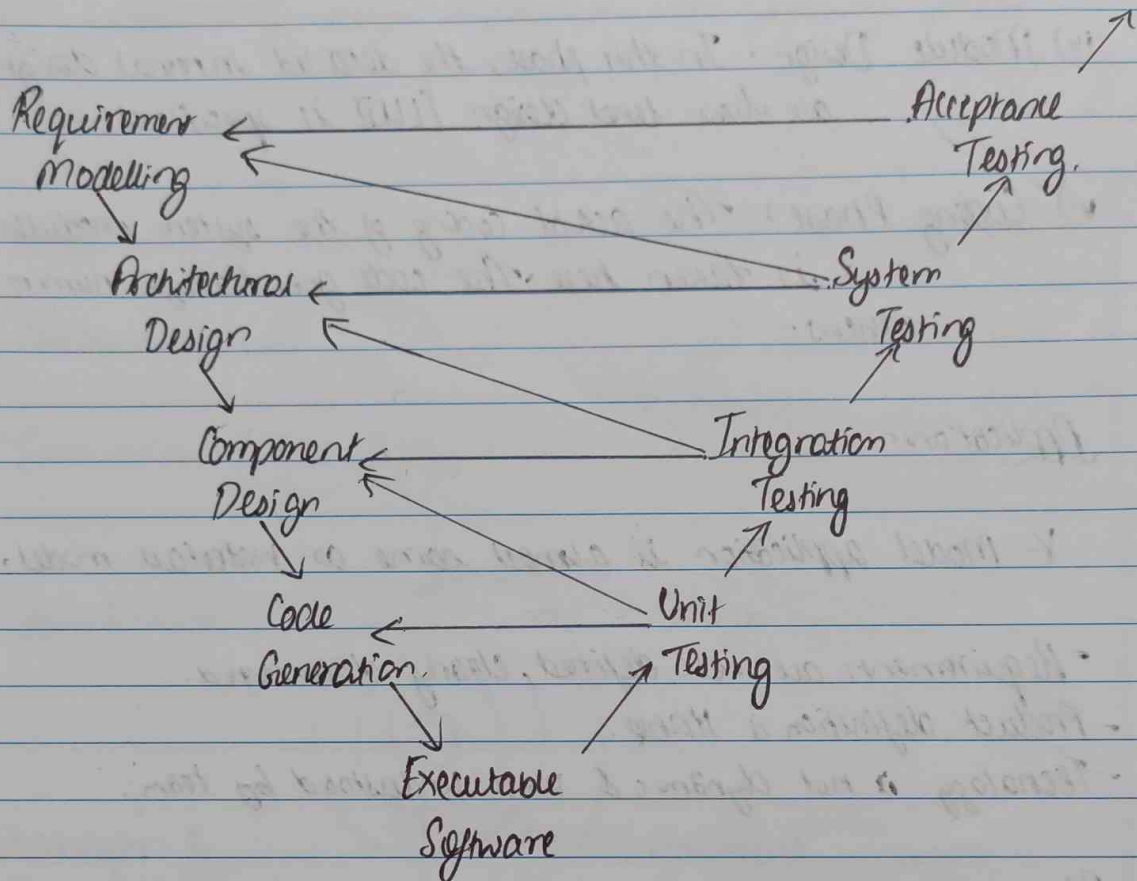 Requirement
Modelling
Acceptance
Testing.
Architectural
Design
System
Testing
Component
Design
Integration
Testing
Code
Generation.
Unit
Testing
Executable
Software